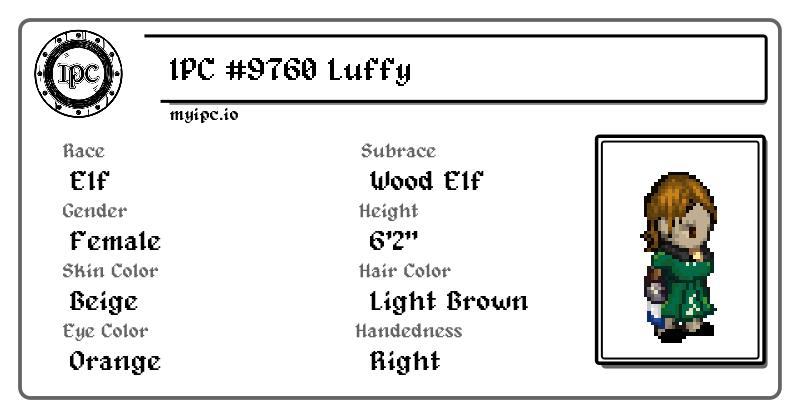 IPC
IPC #9760 Luffy
myipc.io
Race
Elf
Subrace
Wood Elf
Gender
Female
Height
6'2"
Skin Color
Beige
Hair Color
Light Brown
Eye Color
Orange
Handedness
Right